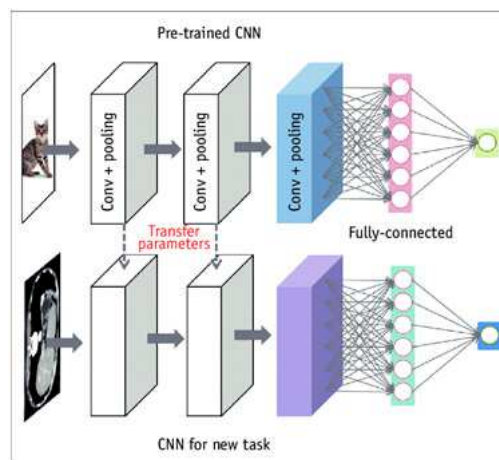 Pre-trained CNN
Conv + pooling
Conv + pooling
Conv + pooling
Transfer
parameters
Fully-connected
CNN for new task